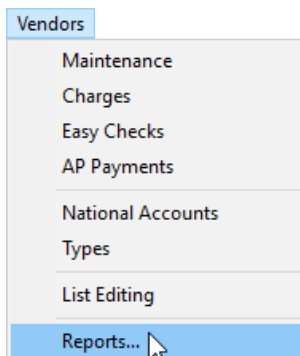 Vendors
Maintenance
Charges
Easy Checks
AP Payments
National Accounts
Types
List Editing
Reports...